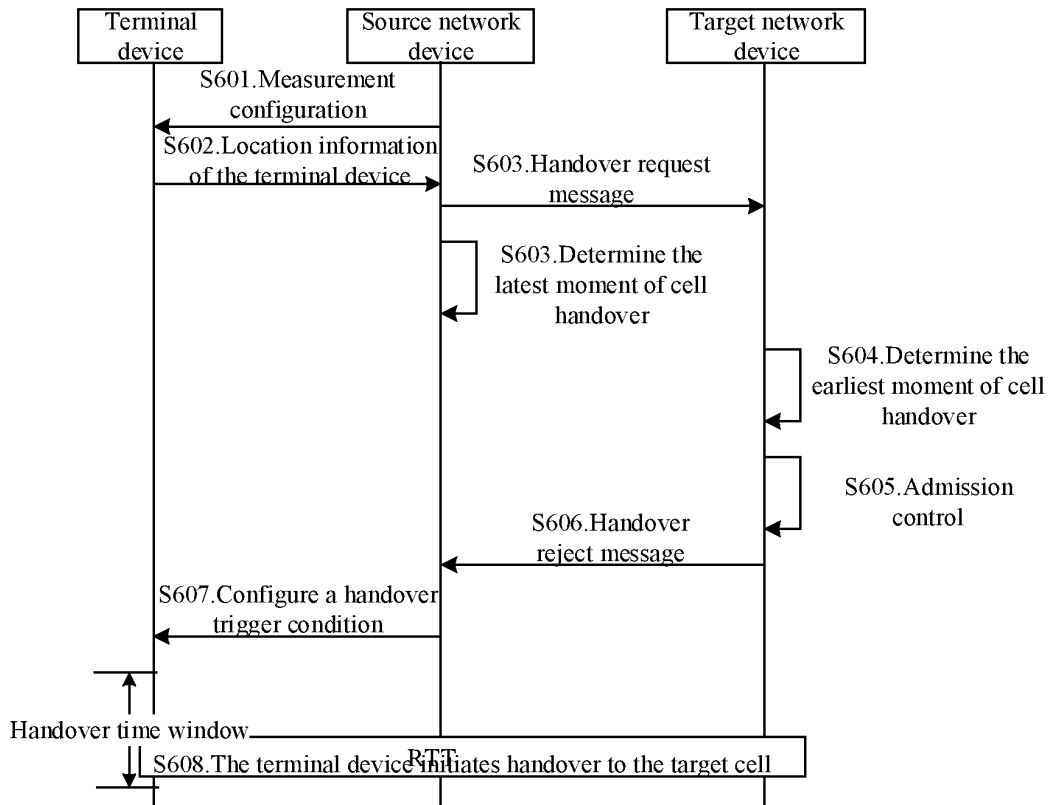 Terminal
device
Source network
device
Target network
device
S601.Measurement
configuration
S602.Location information
of the terminal device
S603.Handover request
message
S603.Determine the
latest moment of cell
handover
S604.Determine the
earliest moment of cell
handover
S605.Admission
control
S606.Handover
reject message
S607.Configure a handover
trigger condition
Handover time window
RTT
S608.The terminal device initiates handover to the target cell